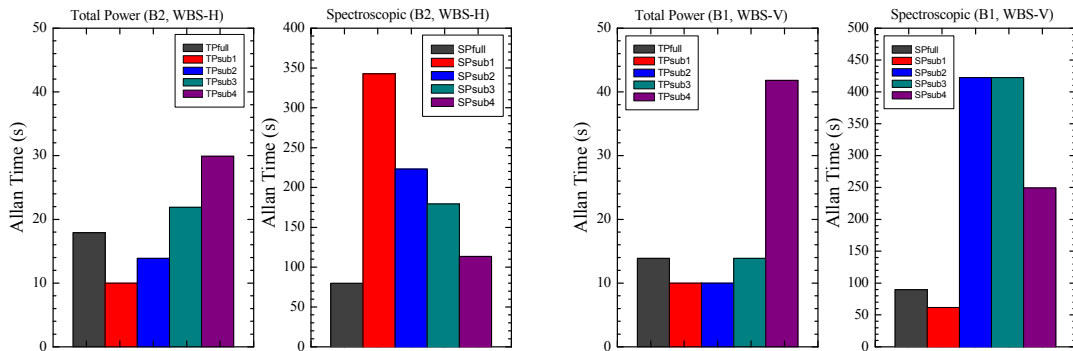 Total Power (B2, WBS-H)
Allan Time (s)
50
40
30
20
10
0
TPfull
TPsub1
TPsub2
TPsub3
TPsub4
Spectroscopic (B2, WBS-H)
Allan Time (s)
400
350
300
250
200
150
100
50
0
SPfull
SPsub1
SPsub2
SPsub3
SPsub4
Total Power (B1, WBS-V)
Allan Time (s)
50
40
30
20
10
0
TPfull
TPsub1
TPsub2
TPsub3
TPsub4
Spectroscopic (B1, WBS-V)
Allan Time (s)
500
450
400
350
300
250
200
150
100
50
0
SPfull
SPsub1
SPsub2
SPsub3
SPsub4